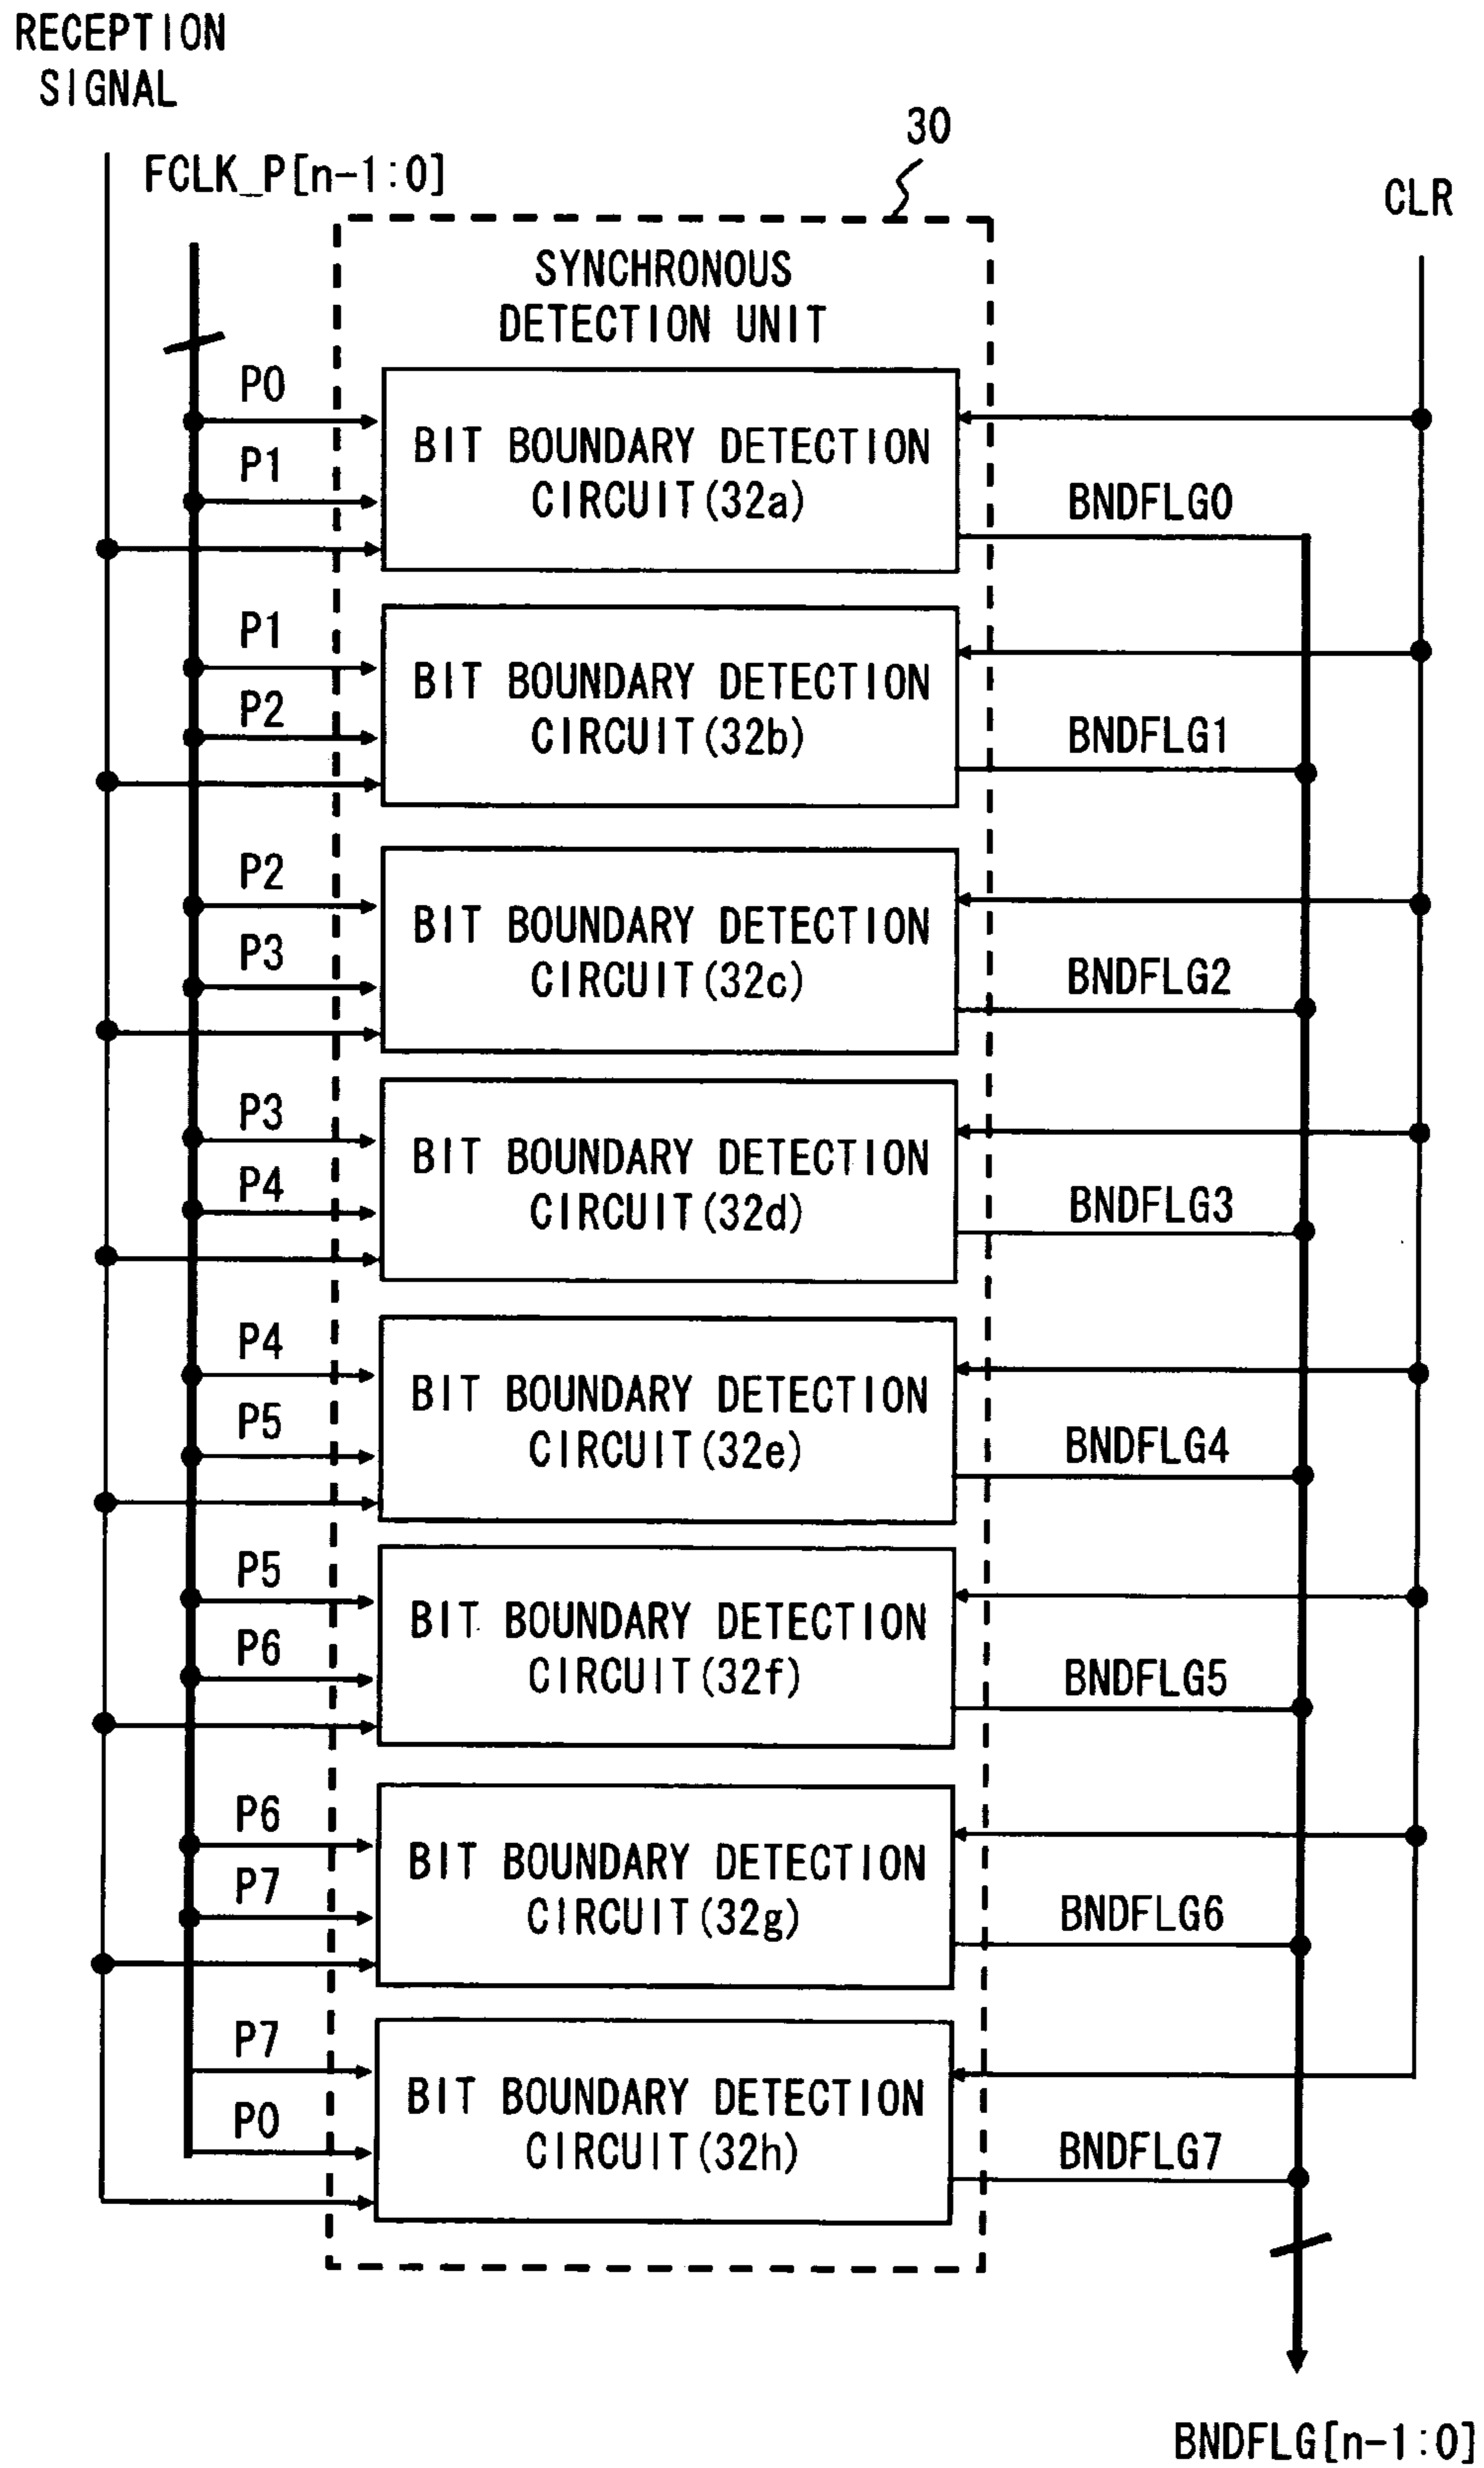 RECEPTION
SIGNAL
FCLK_P[n-1:0]
30
CLR
SYNCHRONOUS
DETECTION UNIT
P0
P1
BIT BOUNDARY DETECTION
CIRCUIT(32a)
BNDFLG0
P1
P2
BIT BOUNDARY DETECTION
CIRCUIT(32b)
BNDFLG1
P2
P3
BIT BOUNDARY DETECTION
CIRCUIT(32c)
BNDFLG2
P3
P4
BIT BOUNDARY DETECTION
CIRCUIT(32d)
BNDFLG3
P4
P5
BIT BOUNDARY DETECTION
CIRCUIT(32e)
BNDFLG4
P5
P6
BIT BOUNDARY DETECTION
CIRCUIT(32f)
BNDFLG5
P6
P7
BIT BOUNDARY DETECTION
CIRCUIT(32g)
BNDFLG6
P7
P0
BIT BOUNDARY DETECTION
CIRCUIT(32h)
BNDFLG7
BNDFLG[n-1:0]